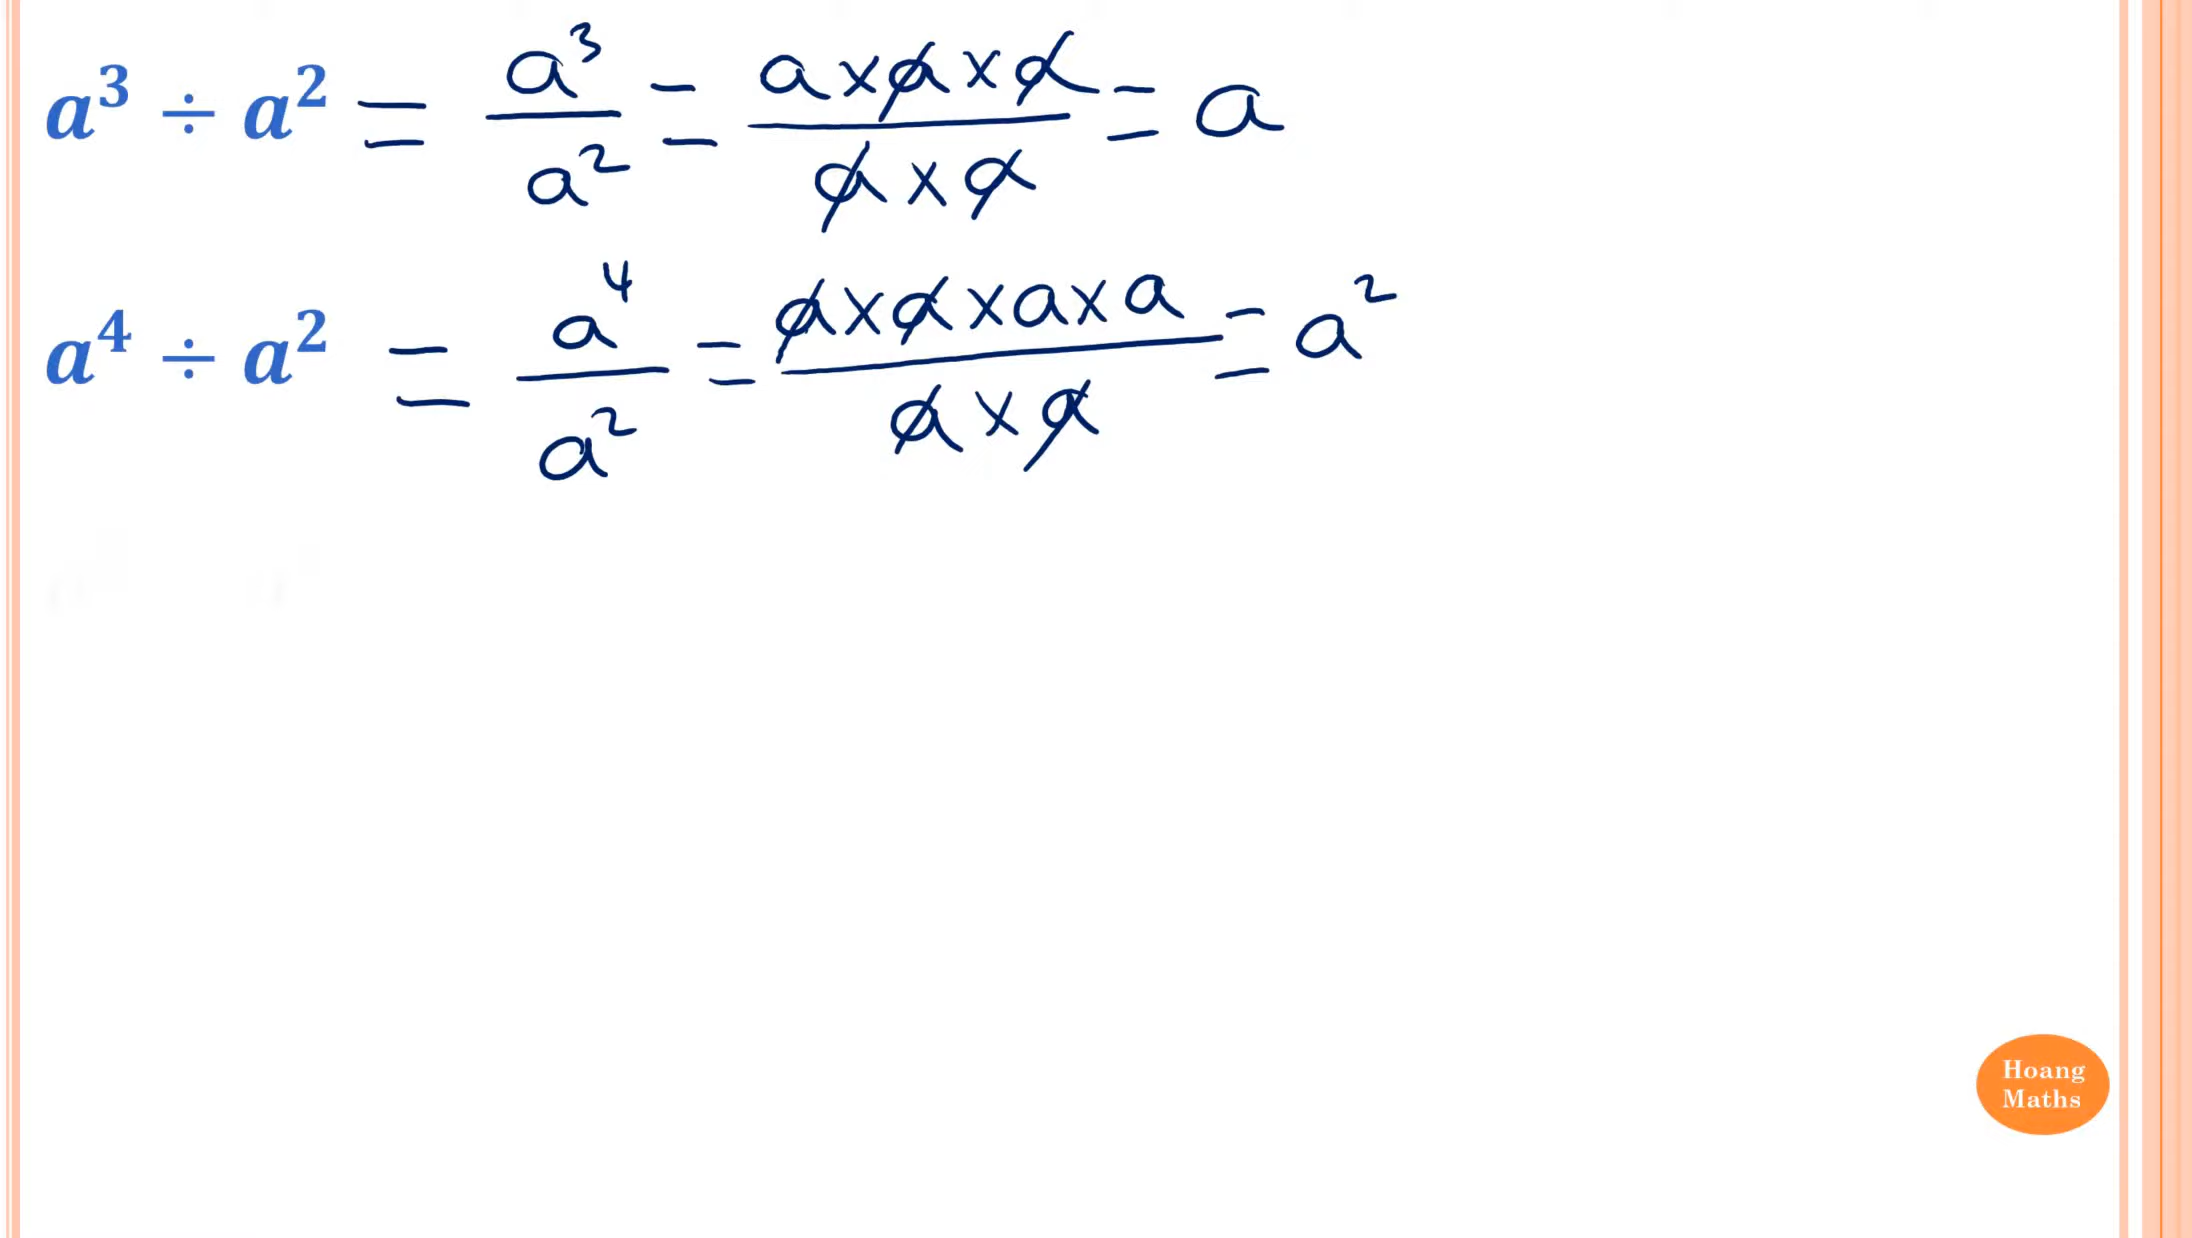 a³ ÷ a² = a³/a² = a×a×a/a×a = a
a⁴ ÷ a² = a⁴/a² = a×a×a×a/a×a = a²
Hoang
Maths